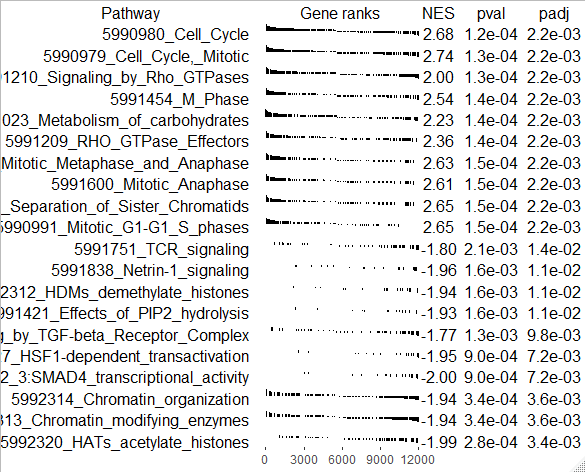 Pathway Gene ranks NES pval padj
5990980_Cell_Cycle 2.68 1.2e-04 2.2e-03
5990979_Cell_Cycle,_Mitotic 2.74 1.3e-04 2.2e-03
1210_Signaling_by_Rho_GTPases 2.00 1.3e-04 2.2e-03
5991454_M_Phase 2.54 1.4e-04 2.2e-03
023_Metabolism_of_carbohydrates 2.23 1.4e-04 2.2e-03
5991209_RHO_GTPase_Effectors 2.36 1.4e-04 2.2e-03
Mitotic_Metaphase_and_Anaphase 2.63 1.5e-04 2.2e-03
5991600_Mitotic_Anaphase 2.61 1.5e-04 2.2e-03
_Separation_of_Sister_Chromatids 2.65 1.5e-04 2.2e-03
5990991_Mitotic_G1-G1_S_phases 2.65 1.5e-04 2.2e-03
5991751_TCR_signaling -1.80 2.1e-03 1.4e-02
5991838_Netrin-1_signaling -1.96 1.6e-03 1.1e-02
2312_HDMs_demethylate_histones -1.94 1.6e-03 1.1e-02
991421_Effects_of_PIP2_hydrolysis -1.93 1.6e-03 1.1e-02
g_by_TGF-beta_Receptor_Complex -1.77 1.3e-03 9.8e-03
7_HSF1-dependent_transactivation -1.95 9.0e-04 7.2e-03
2_3:SMAD4_transcriptional_activity -2.00 9.0e-04 7.2e-03
5992314_Chromatin_organization -1.94 3.4e-04 3.6e-03
313_Chromatin_modifying_enzymes -1.94 3.4e-04 3.6e-03
5992320_HATs_acetylate_histones -1.99 2.8e-04 3.4e-03
0 3000 6000 9000 12000